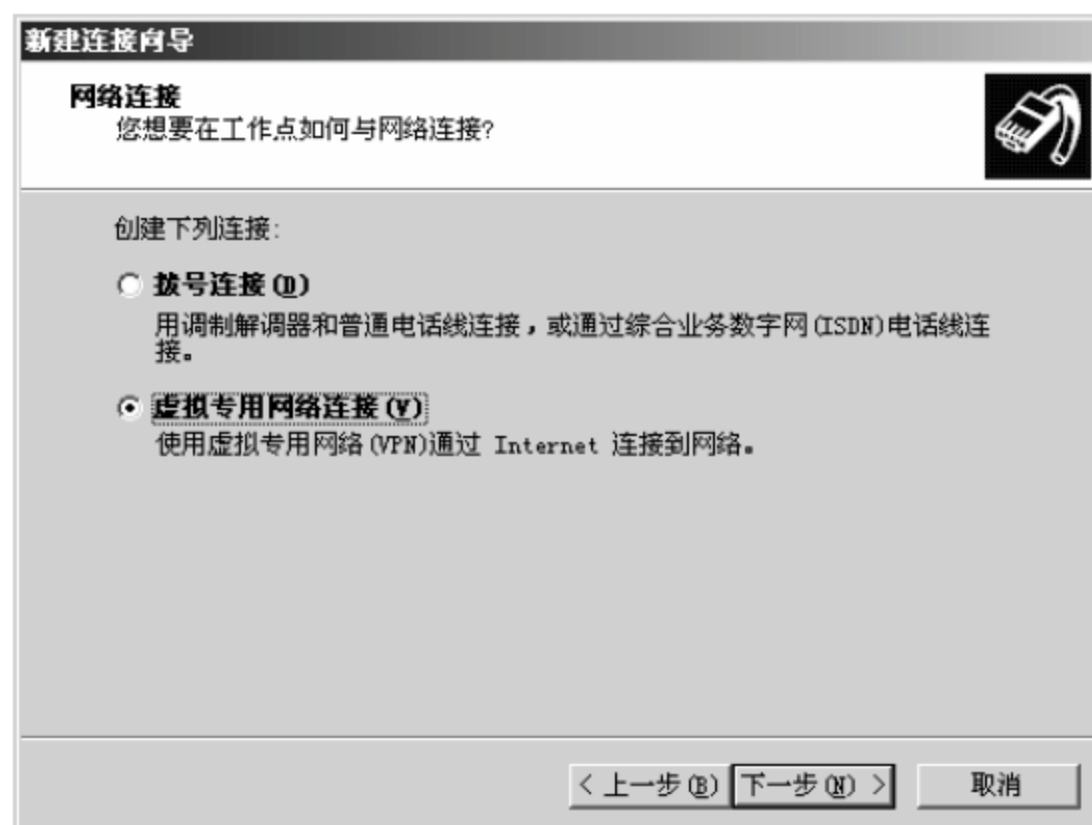 新建连接向导
网络连接
您想要在工作点如何与网络连接?
创建下列连接:
拨号连接(D)
用调制解调器和普通电话线连接，或通过综合业务数字网(ISDN)电话线连
接。
虚拟专用网络连接(V)
使用虚拟专用网络(VPN)通过 Internet 连接到网络。
< 上一步(B) 下一步(N) > 取消